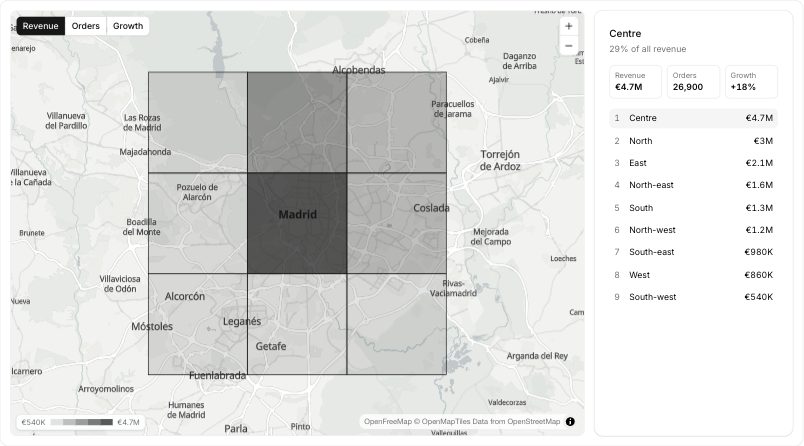 Revenue Orders Growth
+
−
Cobeña
Daganzo
de Arriba
Ajalvir
Alcobendas
Paracuellos
de Jarama
Villanueva
del Pardillo
Las Rozas
de Madrid
Majadahonda
Torrejón
de Ardoz
Pozuelo de
Alarcón
Madrid
Coslada
Boadilla
del Monte
Brunete
Mejorada
del Campo
Loeches
Villaviciosa
de Odón
Rivas-
Vaciamadrid
Alcorcón
Móstoles
Leganés
Getafe
Arganda del Rey
Fuenlabrada
Arroyomolinos
Humanes
de Madrid
Parla
Pinto
Valdecorzas
€540K €4.7M
OpenFreeMap © OpenMapTiles Data from OpenStreetMap
Centre
29% of all revenue
Revenue
€4.7M
Orders
26,900
Growth
+18%
1 Centre €4.7M
2 North €3M
3 East €2.1M
4 North-east €1.6M
5 South €1.3M
6 North-west €1.2M
7 South-east €980K
8 West €860K
9 South-west €540K